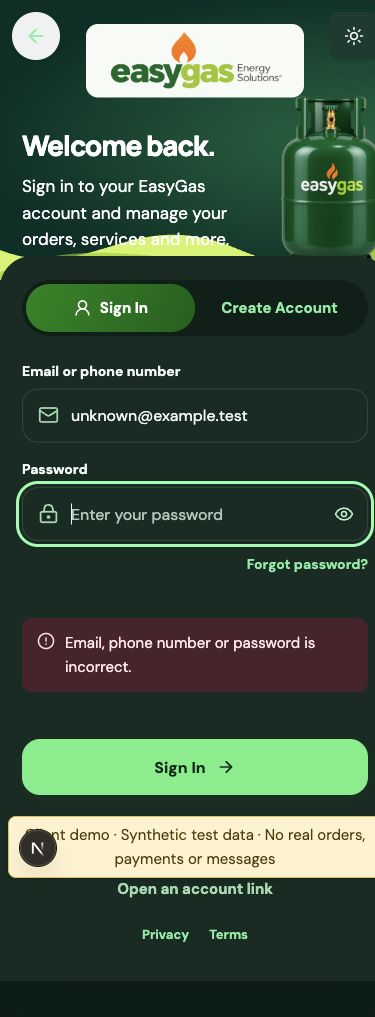 easygas Energy
Solutions®
Welcome back.
Sign in to your EasyGas
account and manage your
orders, services and more.
easygas
Sign In
Create Account
Email or phone number
unknown@example.test
Password
Enter your password
Forgot password?
Email, phone number or password is
incorrect.
Sign In
demo · Synthetic test data · No real orders,
payments or messages
N
Open an account link
Privacy
Terms